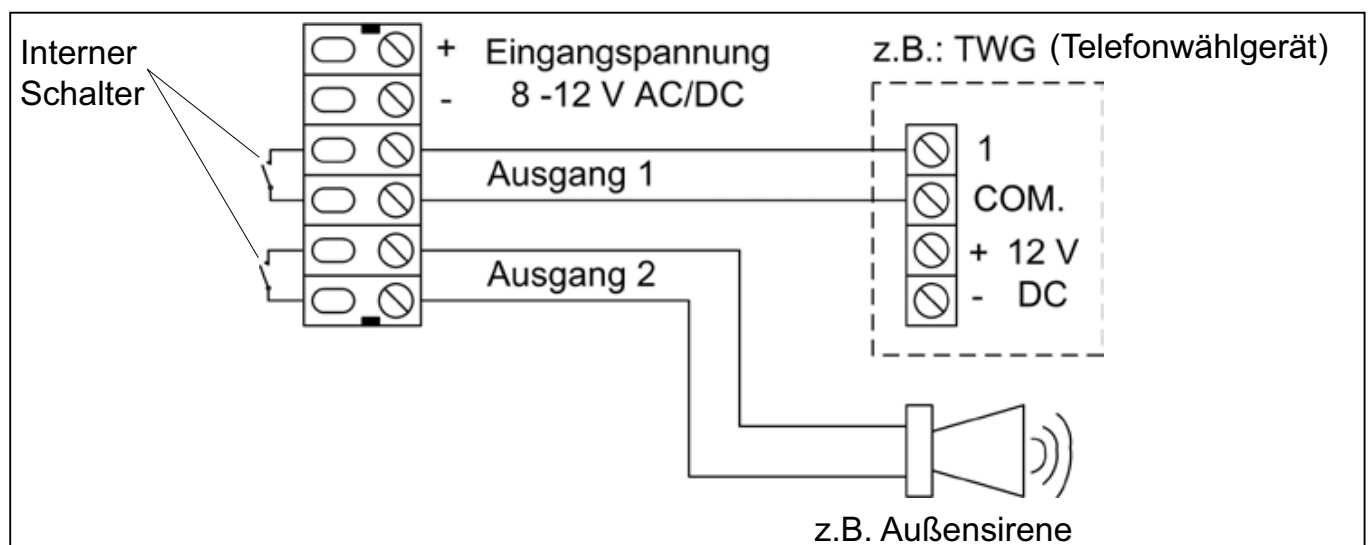 Interner
Schalter
+ Eingangspannung
- 8 -12 V AC/DC
Ausgang 1
Ausgang 2
z.B.: TWG (Telefonwählgerät)
1
COM.
+ 12 V
- DC
z.B. Außensirene